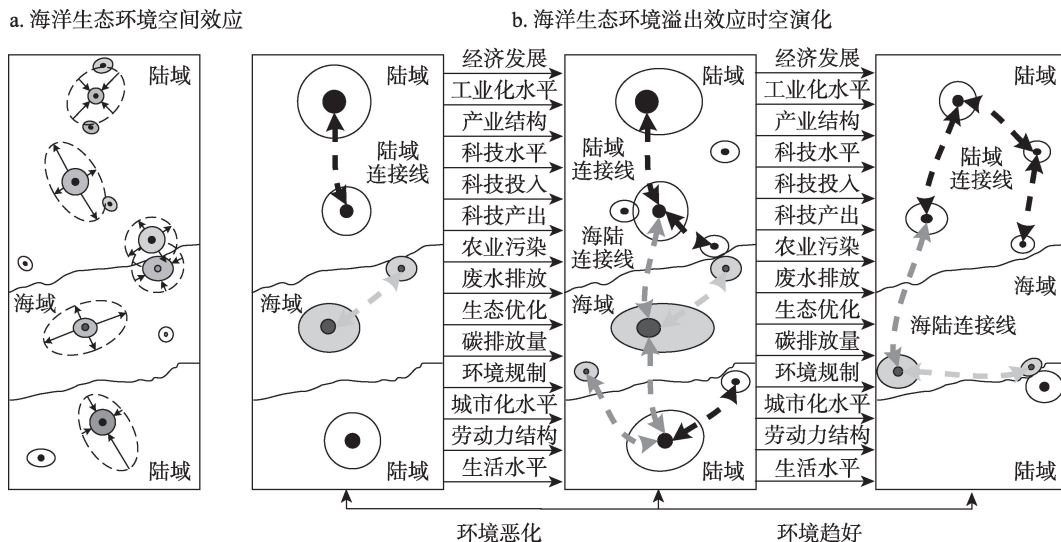 a. 海洋生态环境空间效应
b. 海洋生态环境溢出效应时空演化
陆域
海域
陆域
陆域
陆域
连接线
海域
陆域
经济发展
工业化水平
产业结构
科技水平
科技投入
科技产出
农业污染
废水排放
生态优化
碳排放量
环境规制
城市化水平
劳动力结构
生活水平
陆域
陆域
连接线
海陆
连接线
海域
陆域
经济发展
工业化水平
产业结构
科技水平
科技投入
科技产出
农业污染
废水排放
生态优化
碳排放量
环境规制
城市化水平
劳动力结构
生活水平
陆域
陆域
连接线
海域
海陆连接线
陆域
环境恶化
环境趋好